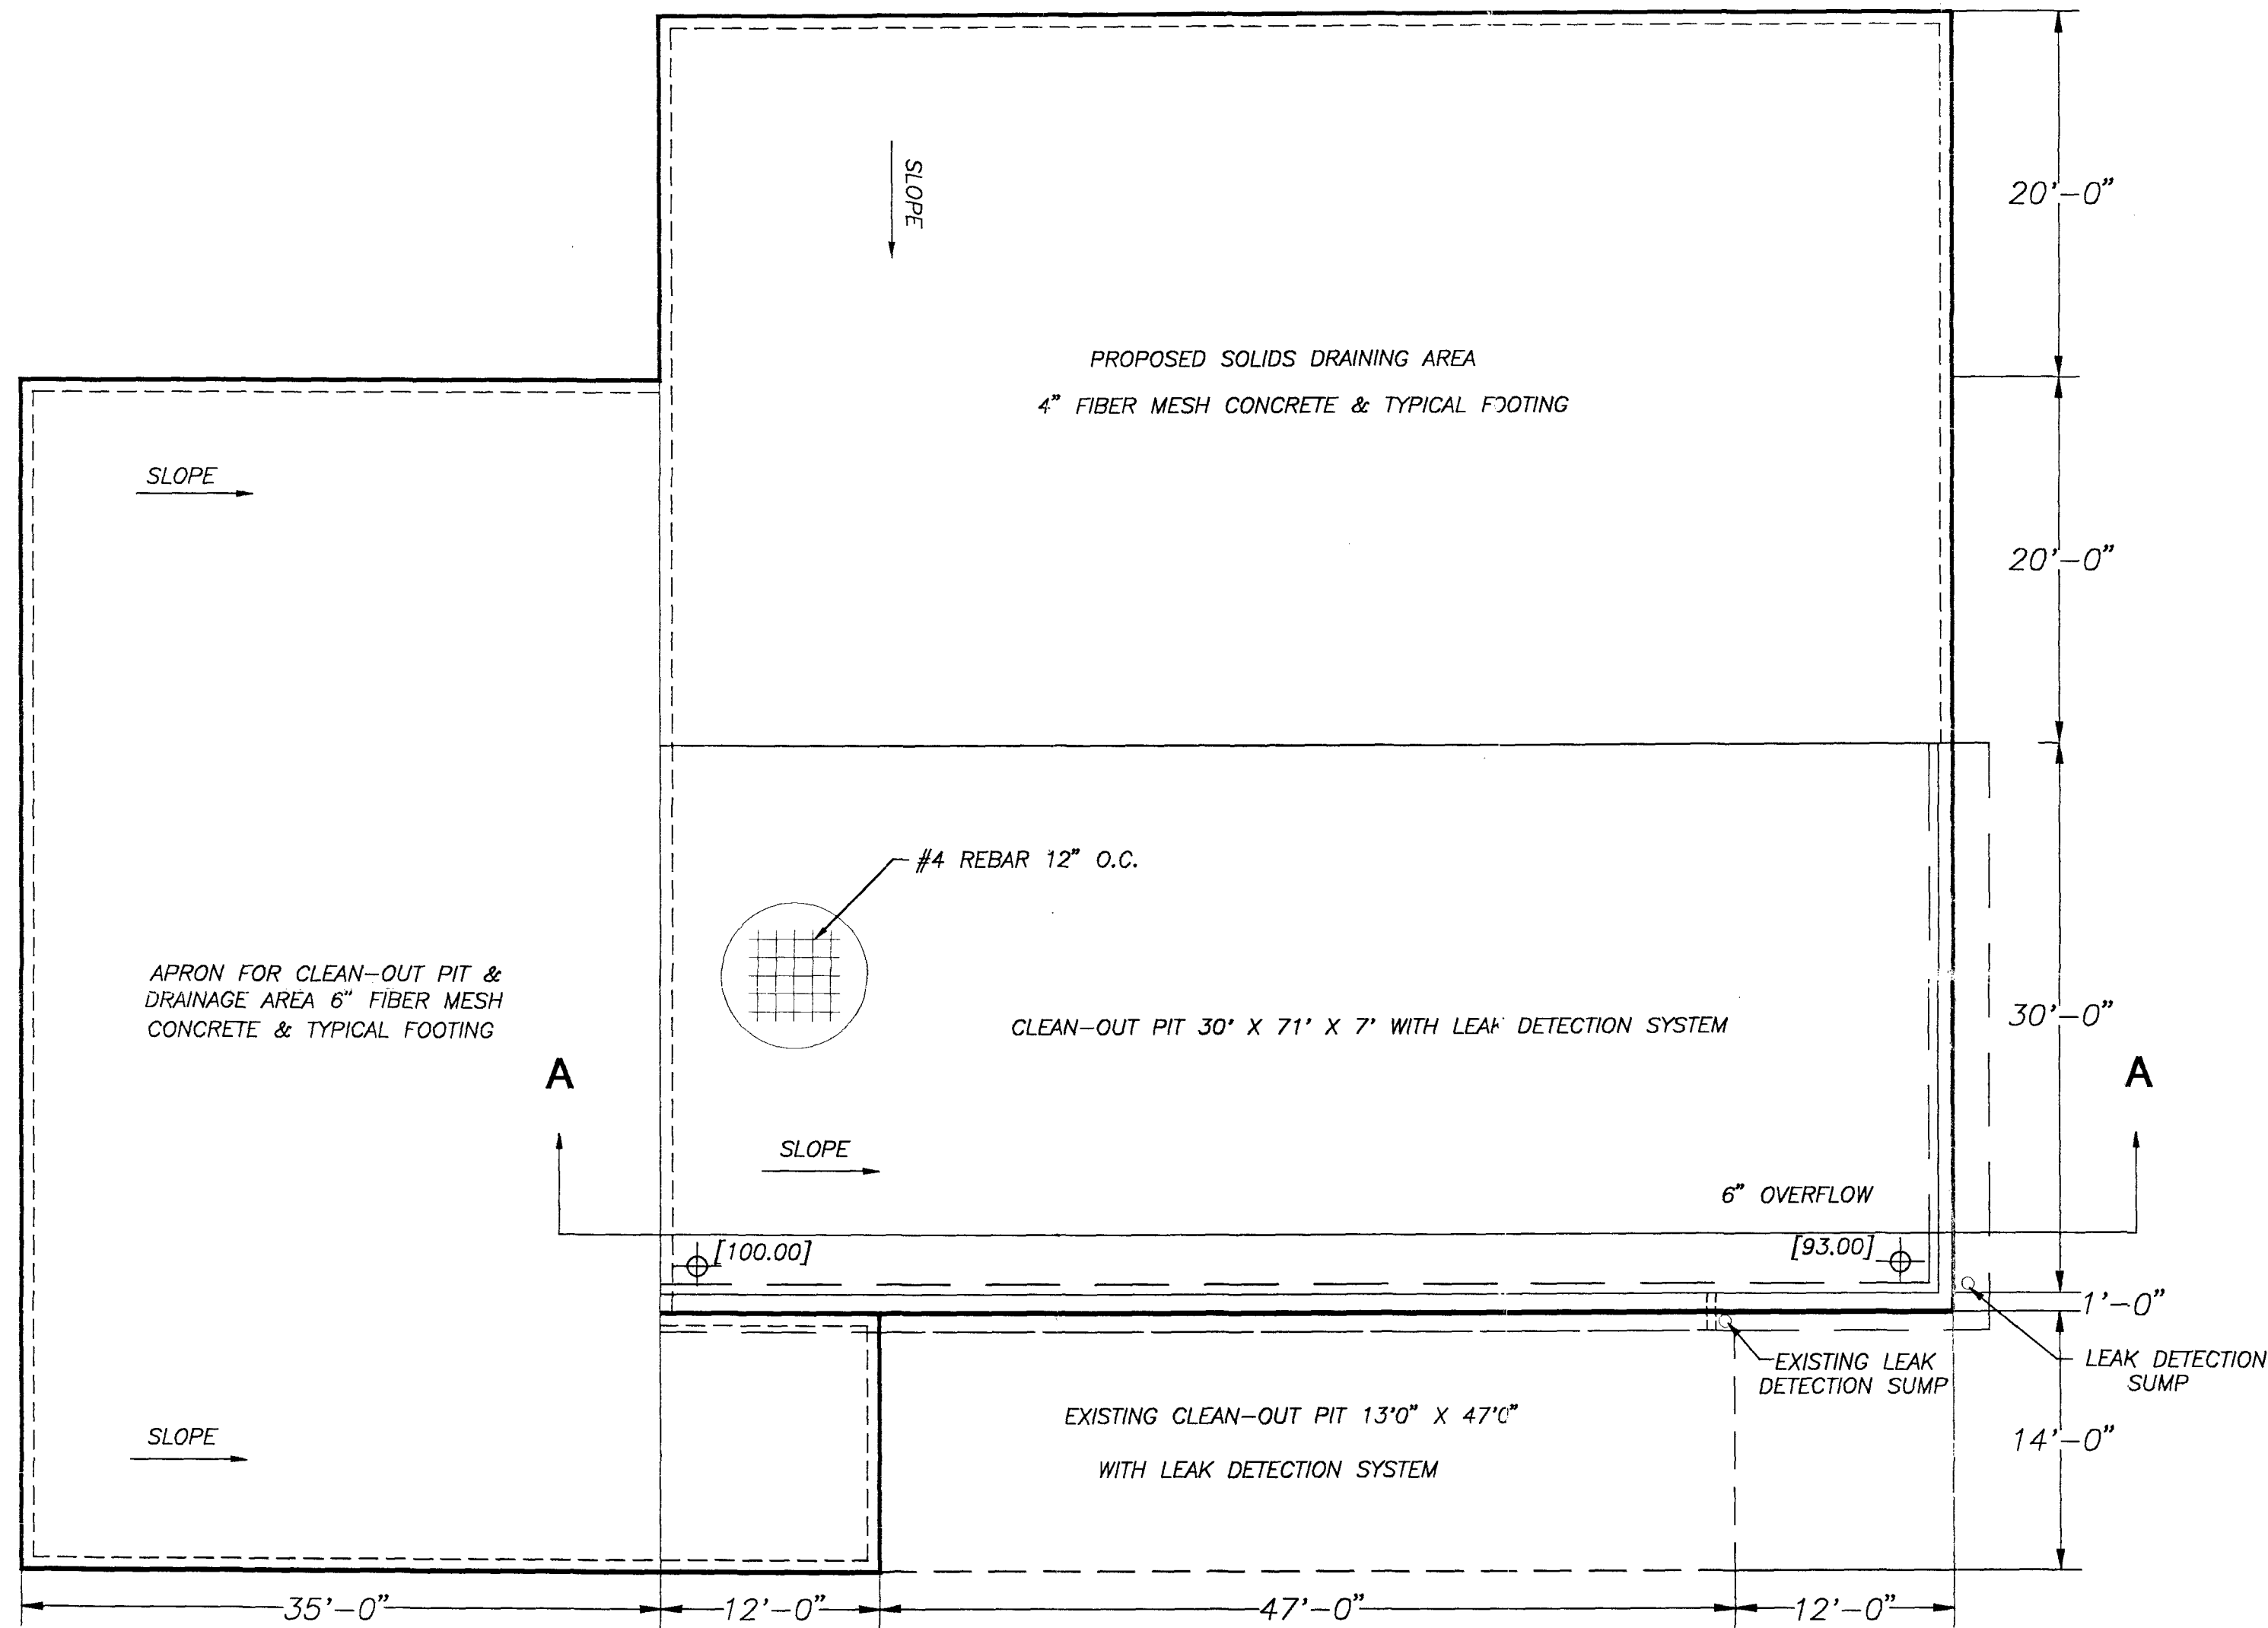 SLOPE
20'-0"
PROPOSED SOLIDS DRAINING AREA
4" FIBER MESH CONCRETE & TYPICAL FOOTING
SLOPE
20'-0"
#4 REBAR 12" O.C.
APRON FOR CLEAN-OUT PIT &
DRAINAGE AREA 6" FIBER MESH
CONCRETE & TYPICAL FOOTING
CLEAN-OUT PIT 30' X 71' X 7' WITH LEAK DETECTION SYSTEM
30'-0"
A
A
SLOPE
6" OVERFLOW
[100.00]
[93.00]
1'-0"
EXISTING LEAK
DETECTION SUMP
LEAK DETECTION
SUMP
EXISTING CLEAN-OUT PIT 13'0" X 47'0"
WITH LEAK DETECTION SYSTEM
SLOPE
14'-0"
35'-0"
12'-0"
47'-0"
12'-0"